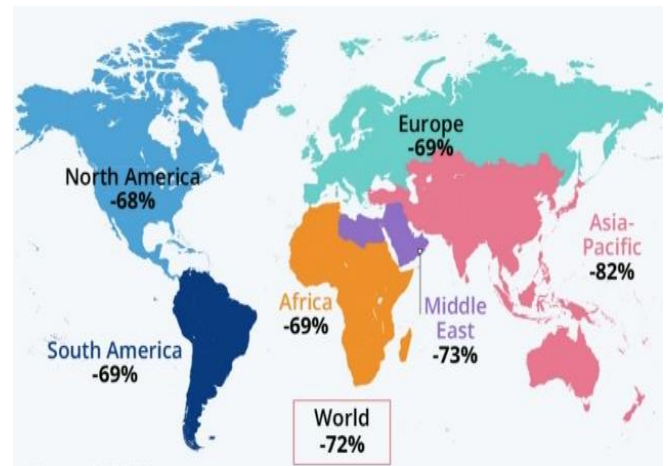 North America
-68%
Europe
-69%
Asia-
Pacific
-82%
Africa
-69%
Middle
East
-73%
South America
-69%
World
-72%